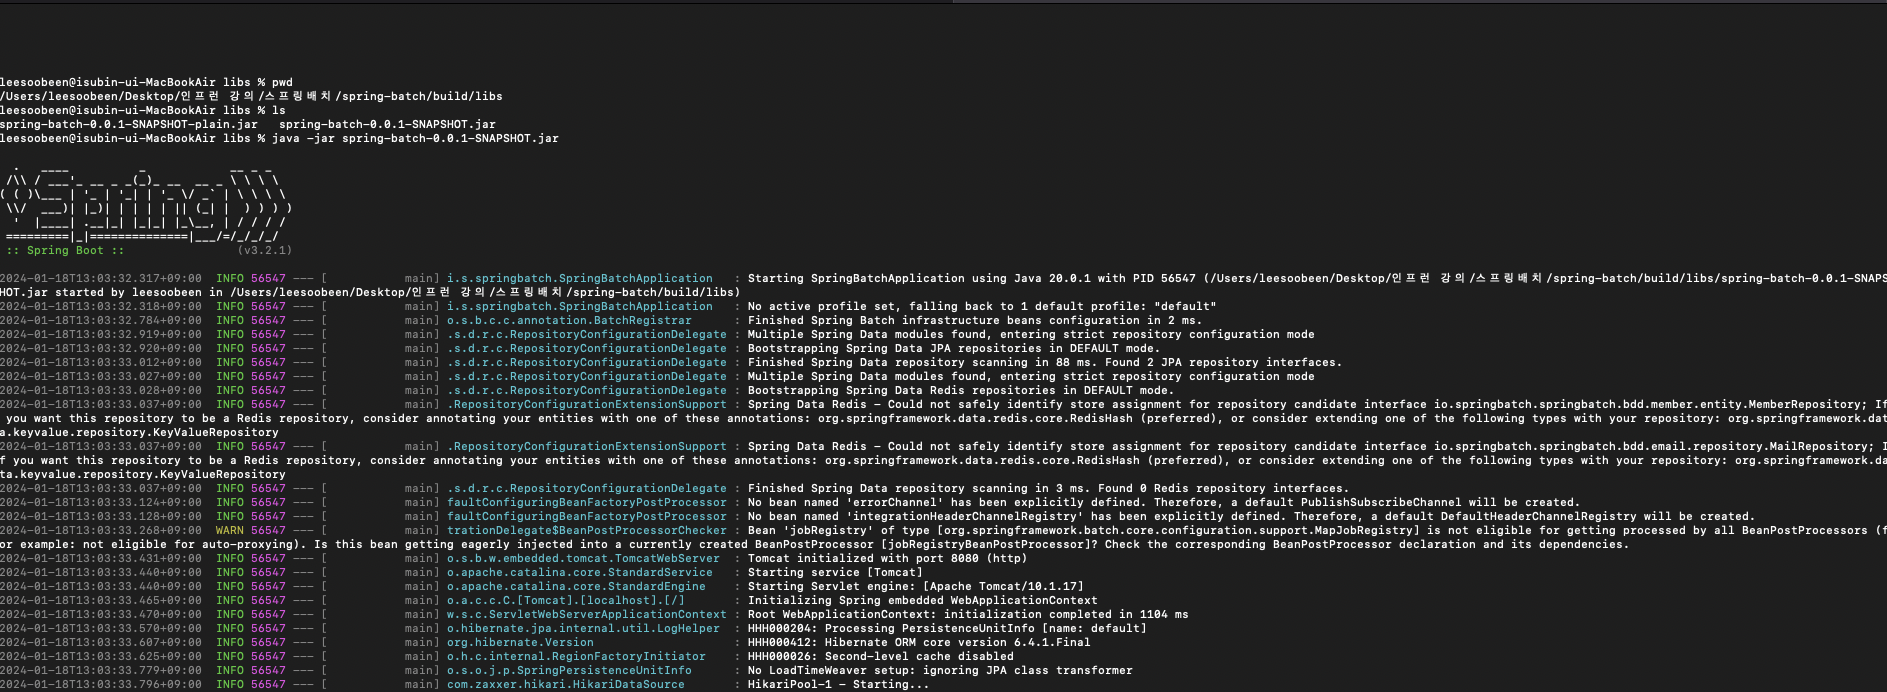 leesoobeen@isubin-ui-MacBookAir libs % pwd
/Users/leesoobeen/Desktop/인프런 강의/스프링배치/spring-batch/build/libs
leesoobeen@isubin-ui-MacBookAir libs % ls
spring-batch-0.0.1-SNAPSHOT-plain.jar   spring-batch-0.0.1-SNAPSHOT.jar
leesoobeen@isubin-ui-MacBookAir libs % java -jar spring-batch-0.0.1-SNAPSHOT.jar
  .   ____          _            __ _ _
 /\\ / ___'_ __ _ _(_)_ __  __ _ \ \ \ \
( ( )\___ | '_ | '_| | '_ \/ _` | \ \ \ \
 \\/  ___)| |_)| | | | | || (_| |  ) ) ) )
  '  |____| .__|_| |_|_| |_\__, | / / / /
 =========|_|==============|___/=/_/_/_/
 :: Spring Boot ::                (v3.2.1)
2024-01-18T13:03:32.317+09:00  INFO 56547 --- [           main] i.s.springbatch.SpringBatchApplication   : Starting SpringBatchApplication using Java 20.0.1 with PID 56547 (/Users/leesoobeen/Desktop/인프런 강의/스프링배치/spring-batch/build/libs/spring-batch-0.0.1-SNAPS
HOT.jar started by leesoobeen in /Users/leesoobeen/Desktop/인프런 강의/스프링배치/spring-batch/build/libs)
2024-01-18T13:03:32.318+09:00  INFO 56547 --- [           main] i.s.springbatch.SpringBatchApplication   : No active profile set, falling back to 1 default profile: "default"
2024-01-18T13:03:32.784+09:00  INFO 56547 --- [           main] o.s.b.c.c.annotation.BatchRegistrar      : Finished Spring Batch infrastructure beans configuration in 2 ms.
2024-01-18T13:03:32.919+09:00  INFO 56547 --- [           main] .s.d.r.c.RepositoryConfigurationDelegate : Multiple Spring Data modules found, entering strict repository configuration mode
2024-01-18T13:03:32.920+09:00  INFO 56547 --- [           main] .s.d.r.c.RepositoryConfigurationDelegate : Bootstrapping Spring Data JPA repositories in DEFAULT mode.
2024-01-18T13:03:33.012+09:00  INFO 56547 --- [           main] .s.d.r.c.RepositoryConfigurationDelegate : Finished Spring Data repository scanning in 88 ms. Found 2 JPA repository interfaces.
2024-01-18T13:03:33.027+09:00  INFO 56547 --- [           main] .s.d.r.c.RepositoryConfigurationDelegate : Multiple Spring Data modules found, entering strict repository configuration mode
2024-01-18T13:03:33.028+09:00  INFO 56547 --- [           main] .s.d.r.c.RepositoryConfigurationDelegate : Bootstrapping Spring Data Redis repositories in DEFAULT mode.
2024-01-18T13:03:33.037+09:00  INFO 56547 --- [           main] .RepositoryConfigurationExtensionSupport : Spring Data Redis – Could not safely identify store assignment for repository candidate interface io.springbatch.springbatch.bdd.member.entity.MemberRepository; If
 you want this repository to be a Redis repository, consider annotating your entities with one of these annotations: org.springframework.data.redis.core.RedisHash (preferred), or consider extending one of the following types with your repository: org.springframework.dat
a.keyvalue.repository.KeyValueRepository
2024-01-18T13:03:33.037+09:00  INFO 56547 --- [           main] .RepositoryConfigurationExtensionSupport : Spring Data Redis – Could not safely identify store assignment for repository candidate interface io.springbatch.springbatch.bdd.email.repository.MailRepository; I
f you want this repository to be a Redis repository, consider annotating your entities with one of these annotations: org.springframework.data.redis.core.RedisHash (preferred), or consider extending one of the following types with your repository: org.springframework.da
ta.keyvalue.repository.KeyValueRepository
2024-01-18T13:03:33.037+09:00  INFO 56547 --- [           main] .s.d.r.c.RepositoryConfigurationDelegate : Finished Spring Data repository scanning in 3 ms. Found 0 Redis repository interfaces.
2024-01-18T13:03:33.124+09:00  INFO 56547 --- [           main] faultConfiguringBeanFactoryPostProcessor : No bean named 'errorChannel' has been explicitly defined. Therefore, a default PublishSubscribeChannel will be created.
2024-01-18T13:03:33.128+09:00  INFO 56547 --- [           main] faultConfiguringBeanFactoryPostProcessor : No bean named 'integrationHeaderChannelRegistry' has been explicitly defined. Therefore, a default DefaultHeaderChannelRegistry will be created.
2024-01-18T13:03:33.268+09:00  WARN 56547 --- [           main] trationDelegate$BeanPostProcessorChecker : Bean 'jobRegistry' of type [org.springframework.batch.core.configuration.support.MapJobRegistry] is not eligible for getting processed by all BeanPostProcessors (f
or example: not eligible for auto-proxying). Is this bean getting eagerly injected into a currently created BeanPostProcessor [jobRegistryBeanPostProcessor]? Check the corresponding BeanPostProcessor declaration and its dependencies.
2024-01-18T13:03:33.431+09:00  INFO 56547 --- [           main] o.s.b.w.embedded.tomcat.TomcatWebServer  : Tomcat initialized with port 8080 (http)
2024-01-18T13:03:33.440+09:00  INFO 56547 --- [           main] o.apache.catalina.core.StandardService   : Starting service [Tomcat]
2024-01-18T13:03:33.440+09:00  INFO 56547 --- [           main] o.apache.catalina.core.StandardEngine    : Starting Servlet engine: [Apache Tomcat/10.1.17]
2024-01-18T13:03:33.465+09:00  INFO 56547 --- [           main] o.a.c.c.C.[Tomcat].[localhost].[/]       : Initializing Spring embedded WebApplicationContext
2024-01-18T13:03:33.470+09:00  INFO 56547 --- [           main] w.s.c.ServletWebServerApplicationContext : Root WebApplicationContext: initialization completed in 1104 ms
2024-01-18T13:03:33.570+09:00  INFO 56547 --- [           main] o.hibernate.jpa.internal.util.LogHelper  : HHH000204: Processing PersistenceUnitInfo [name: default]
2024-01-18T13:03:33.607+09:00  INFO 56547 --- [           main] org.hibernate.Version                    : HHH000412: Hibernate ORM core version 6.4.1.Final
2024-01-18T13:03:33.625+09:00  INFO 56547 --- [           main] o.h.c.internal.RegionFactoryInitiator    : HHH000026: Second-level cache disabled
2024-01-18T13:03:33.779+09:00  INFO 56547 --- [           main] o.s.o.j.p.SpringPersistenceUnitInfo      : No LoadTimeWeaver setup: ignoring JPA class transformer
2024-01-18T13:03:33.796+09:00  INFO 56547 --- [           main] com.zaxxer.hikari.HikariDataSource       : HikariPool-1 - Starting...